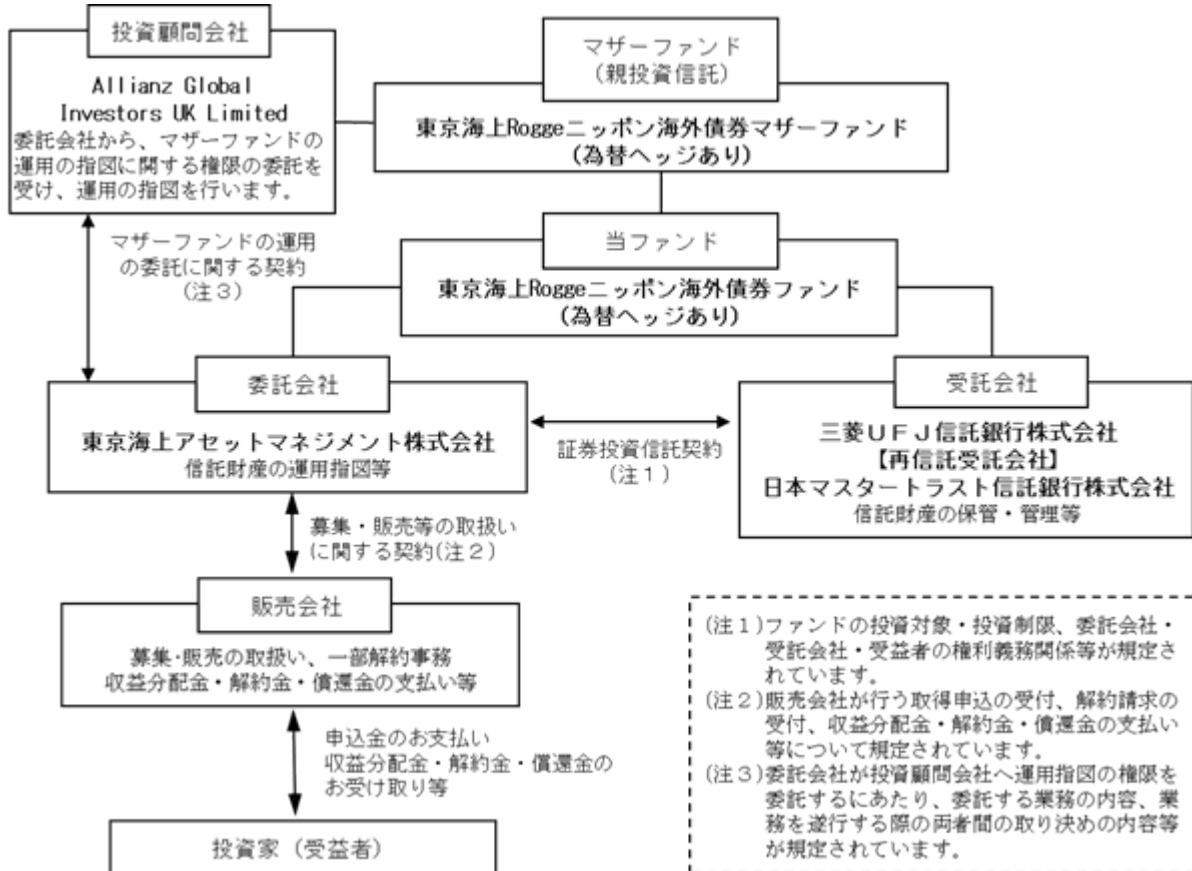 投資顧問会社
Allianz Global
Investors UK Limited
委託会社から、マザーファンドの
運用の指図に関する権限の委託を
受け、運用の指図を行います。
マザーファンド
(親投資信託)
東京海上Roggeニッポン海外債券マザーファンド
(為替ヘッジあり)
マザーファンドの運用
の委託に関する契約
(注3)
当ファンド
東京海上Roggeニッポン海外債券ファンド
(為替ヘッジあり)
委託会社
東京海上アセットマネジメント株式会社
信託財産の運用指図等
証券投資信託契約
(注1)
受託会社
三菱UFJ信託銀行株式会社
【再信託受託会社】
日本マスタートラスト信託銀行株式会社
信託財産の保管・管理等
募集・販売等の取扱い
に関する契約(注2)
販売会社
募集・販売の取扱い、一部解約事務
収益分配金・解約金・償還金の支払い等
申込金のお支払い
収益分配金・解約金・償還金の
お受け取り等
投資家(受益者)
(注1)ファンドの投資対象・投資制限、委託会社・
受託会社・受益者の権利義務関係等が規定さ
れています。
(注2)販売会社が行う取得申込の受付、解約請求の
受付、収益分配金・解約金・償還金の支払い
等について規定されています。
(注3)委託会社が投資顧問会社へ運用指図の権限を
委託するにあたり、委託する業務の内容、業
務を遂行する際の両者間の取り決めの内容等
が規定されています。